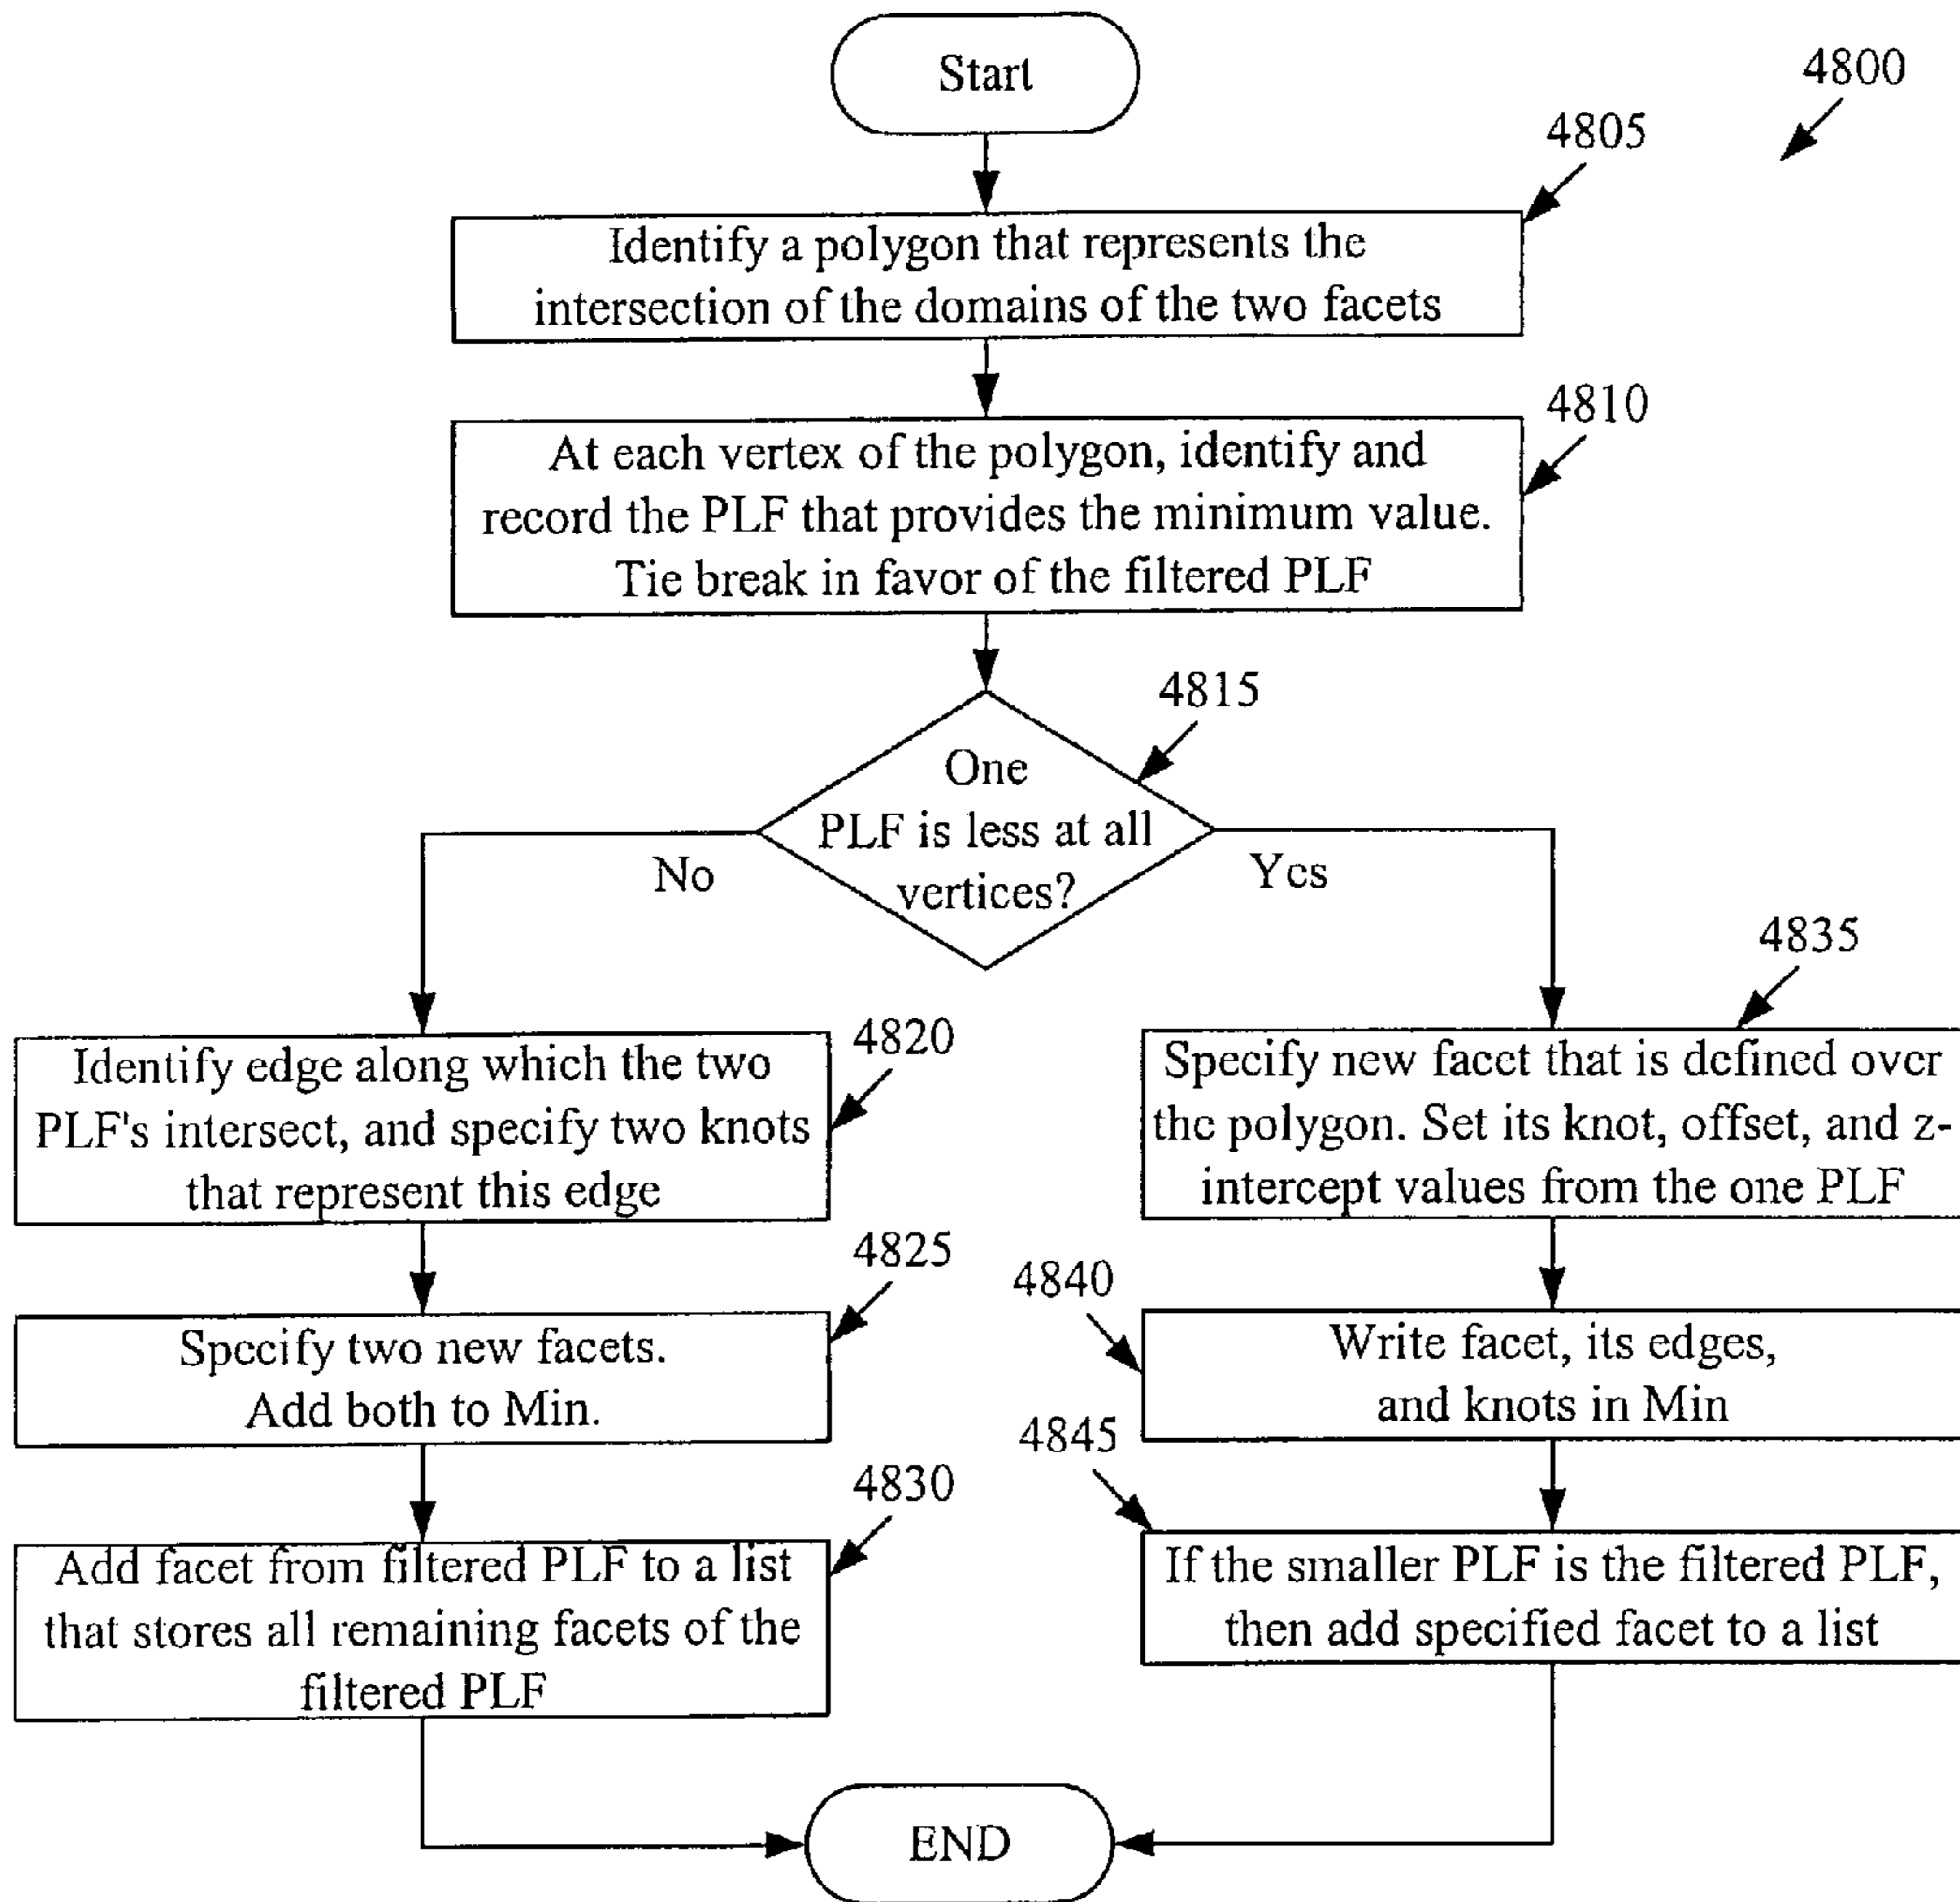 Start
4800
4805
Identify a polygon that represents the
intersection of the domains of the two facets
4810
At each vertex of the polygon, identify and
record the PLF that provides the minimum value.
Tie break in favor of the filtered PLF
4815
One
PLF is less at all
vertices?
No
Yes
4820
Identify edge along which the two
PLF's intersect, and specify two knots
that represent this edge
4825
Specify two new facets.
Add both to Min.
4830
Add facet from filtered PLF to a list
that stores all remaining facets of the
filtered PLF
4835
Specify new facet that is defined over
the polygon. Set its knot, offset, and z-
intercept values from the one PLF
4840
Write facet, its edges,
and knots in Min
4845
If the smaller PLF is the filtered PLF,
then add specified facet to a list
END